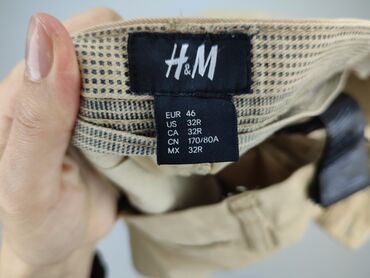 H&M
EUR 46
US 32R
CA 32R
CN 170/80A
MX 32R